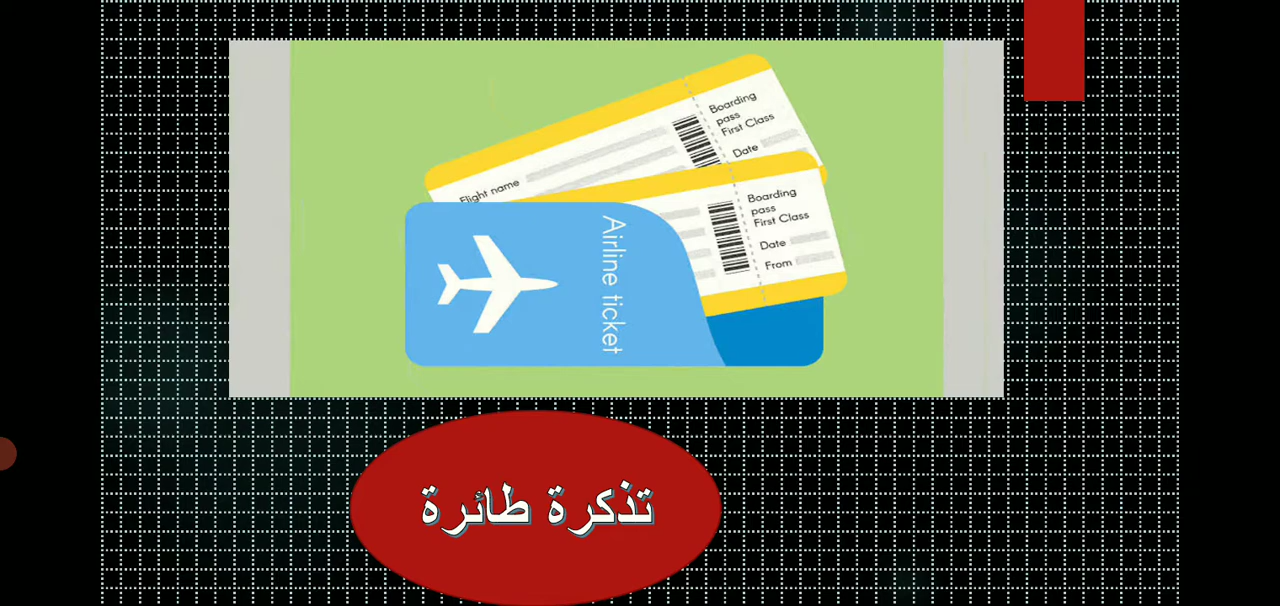 Boarding
pass
First Class
Date
Flight name
Boarding
pass
First Class
Date
From
Airline ticket
تذكرة طائرة